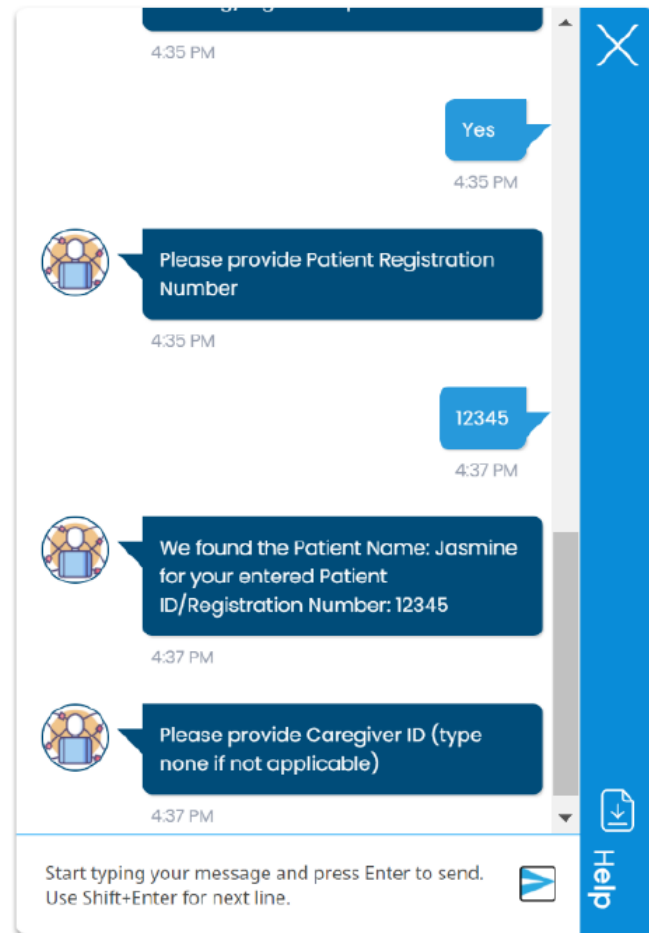 4:35 PM
Yes
4:35 PM
Please provide Patient Registration
Number
4:35 PM
12345
4:37 PM
We found the Patient Name: Jasmine
for your entered Patient
ID/Registration Number: 12345
4:37 PM
Please provide Caregiver ID (type
none if not applicable)
4:37 PM
Start typing your message and press Enter to send.
Use Shift+Enter for next line.
Help